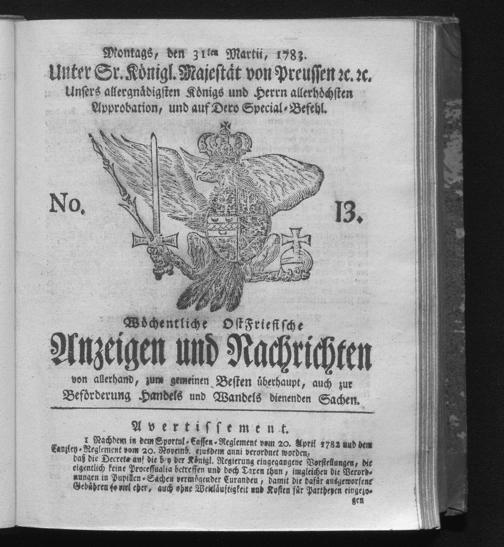 Montags, den 31ten Martii, 1783.
Unter Sr. Königl. Majestät von Preussen ꝛc. ꝛc.
Unsers allergnädigsten Königs und Herrn allerhöchsten
Approbation, und auf Dero Special-Befehl.
No. 13.
Wöchentliche OstFriesische
Anzeigen und Nachrichten
von allerhand, zum gemeinen Besten überhaupt, auch zur
Beförderung Handels und Wandels dienenden Sachen.
Avertissement.
1 Nachdem in dem Sportul-Cassen-Reglement vom 20. April 1782 und dem
Canzley-Reglement vom 20. Novemb. ejusdem anni verordnet worden,
daß die Decrete auf die bey der Königl. Regierung eingegangene Vorstellungen, die
eigentlich keine Processualia betreffen und doch Taxen thun, imgleichen die Verord-
nungen in Pupillen-Sachen vermögender Curanden, damit die dafür ausgeworfene
Gebühren so viel eher, auch ohne Weitläuftigkeit und Kosten für Partheyen eingezo-
gen